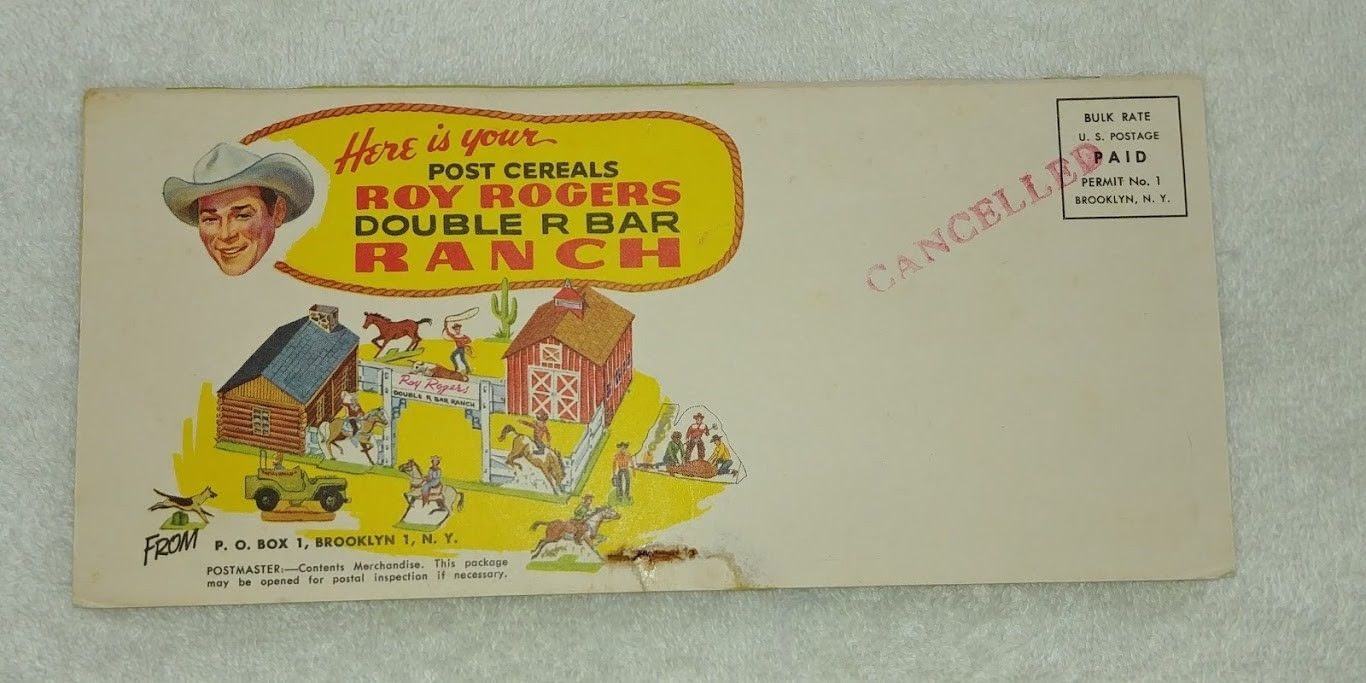 Here is your
POST CEREALS
ROY ROGERS
DOUBLE R BAR
RANCH
BULK RATE
U. S. POSTAGE
PAID
PERMIT No. 1
BROOKLYN, N. Y.
CANCELLED
Roy Rogers
DOUBLE R BAR RANCH
FROM P. O. BOX 1, BROOKLYN 1, N. Y.
POSTMASTER:—Contents Merchandise. This package
may be opened for postal inspection if necessary.